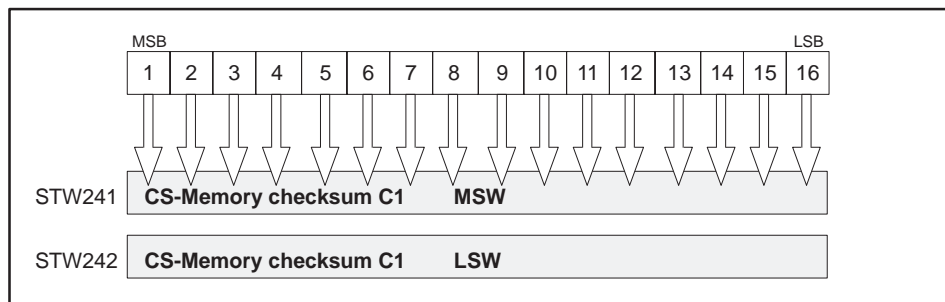 MSB LSB
1 2 3 4 5 6 7 8 9 10 11 12 13 14 15 16
STW241 CS-Memory checksum C1 MSW
STW242 CS-Memory checksum C1 LSW